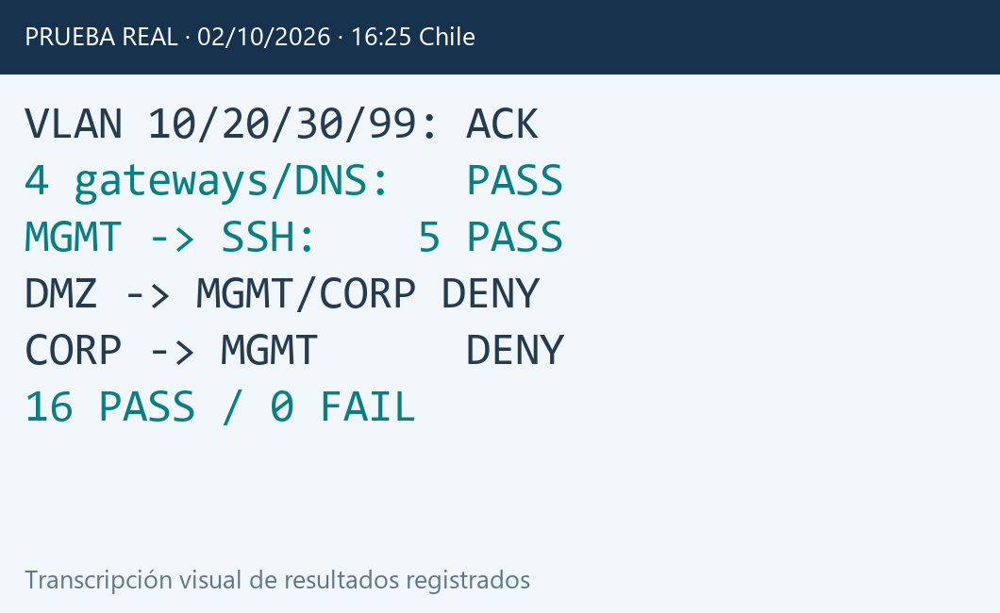 PRUEBA REAL · 02/10/2026 · 16:25 Chile
VLAN 10/20/30/99: ACK
4 gateways/DNS:   PASS
MGMT -> SSH:    5 PASS
DMZ -> MGMT/CORP DENY
CORP -> MGMT      DENY
16 PASS / 0 FAIL
Transcripción visual de resultados registrados